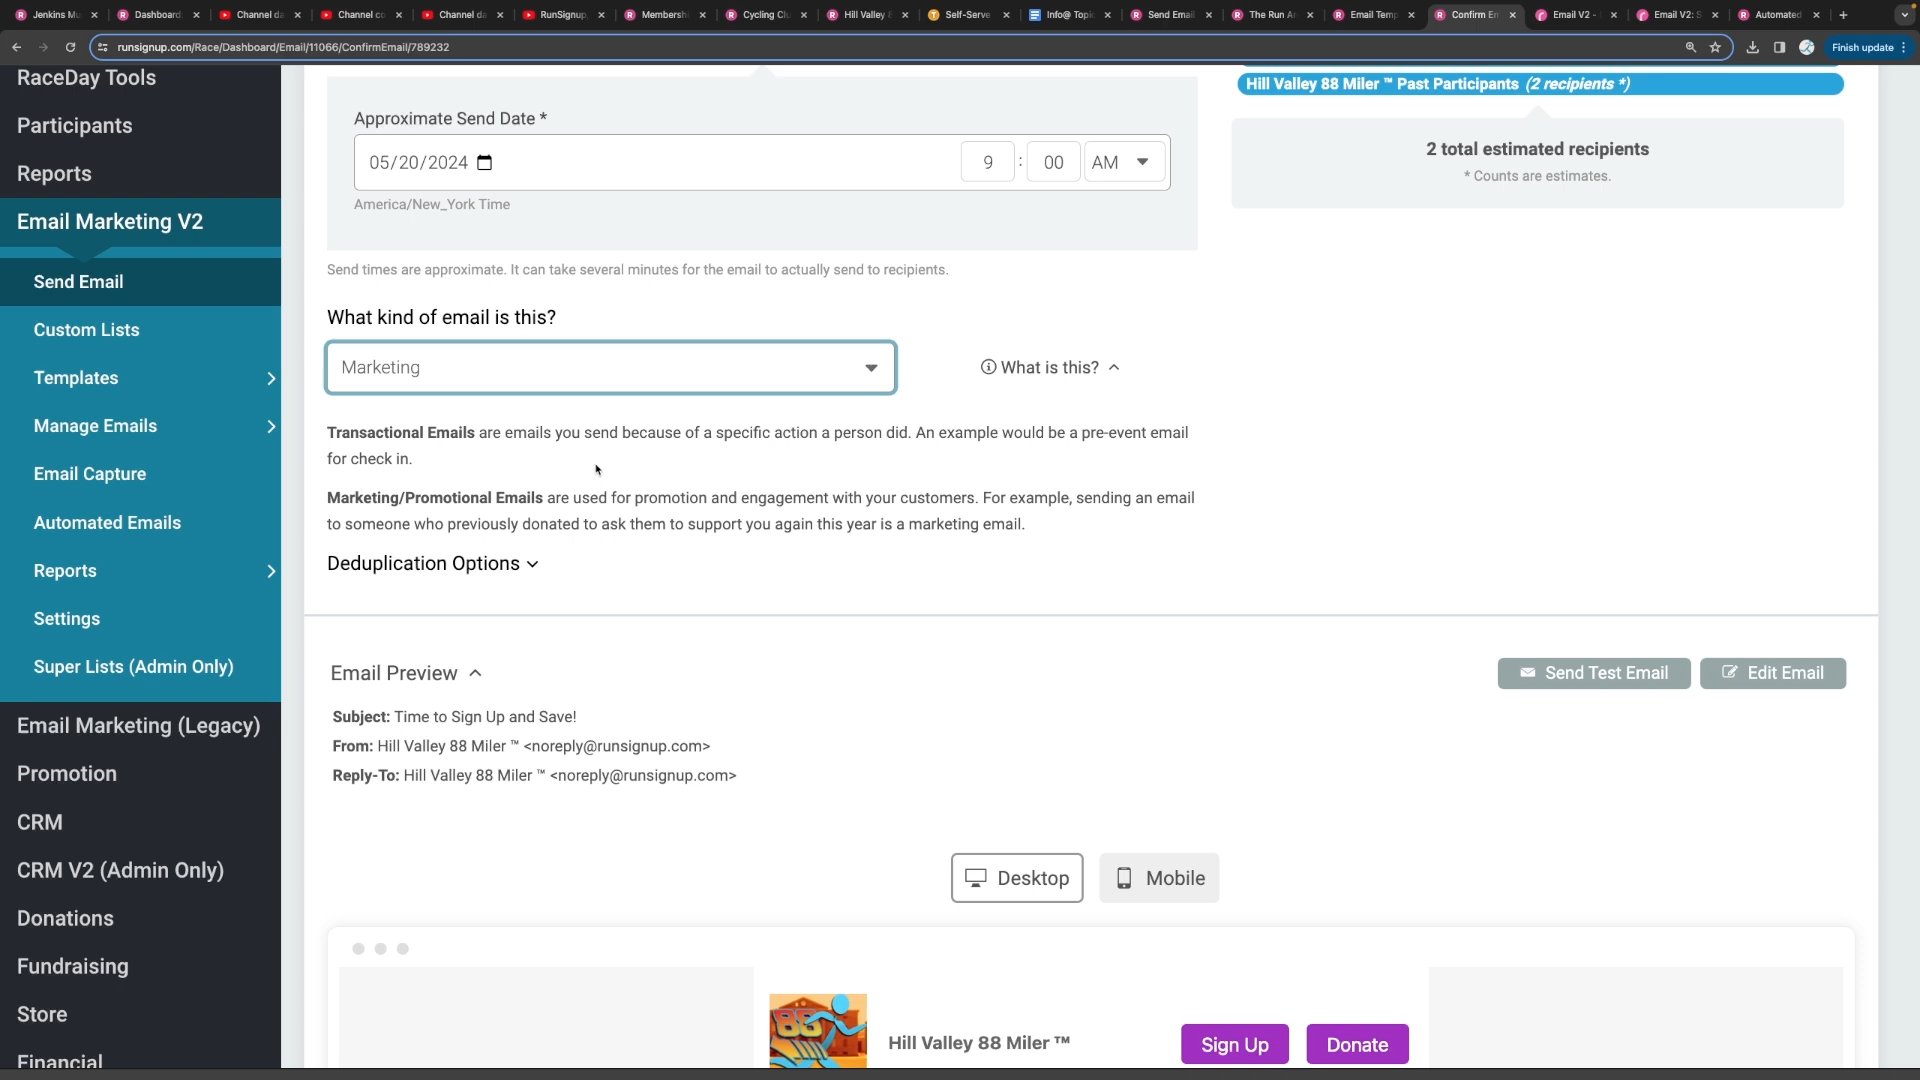 Jenkins Mu
Dashboard
Channel da
Channel co
Channel da
RunSignup
Membersh
Cycling Cl
Hill Valley 8
Self-Serve
Info@ Topic
Send Email
The Run A
Email Temp
Confirm Em
Email V2 -
Email V2: S
Automated
runsignup.com/Race/Dashboard/Email/11066/ConfirmEmail/789232
Finish update
RaceDay Tools
Participants
Reports
Email Marketing V2
Send Email
Custom Lists
Templates
Manage Emails
Email Capture
Automated Emails
Reports
Settings
Super Lists (Admin Only)
Email Marketing (Legacy)
Promotion
CRM
CRM V2 (Admin Only)
Donations
Fundraising
Store
Financial
Approximate Send Date *
05/20/2024 9 : 00 AM
America/New_York Time
Send times are approximate. It can take several minutes for the email to actually send to recipients.
Hill Valley 88 Miler ™ Past Participants (2 recipients *)
2 total estimated recipients
* Counts are estimates.
What kind of email is this?
Marketing
What is this?
Transactional Emails are emails you send because of a specific action a person did. An example would be a pre-event email
for check in.
Marketing/Promotional Emails are used for promotion and engagement with your customers. For example, sending an email
to someone who previously donated to ask them to support you again this year is a marketing email.
Deduplication Options
Email Preview
Send Test Email
Edit Email
Subject: Time to Sign Up and Save!
From: Hill Valley 88 Miler ™ <noreply@runsignup.com>
Reply-To: Hill Valley 88 Miler ™ <noreply@runsignup.com>
Desktop
Mobile
88
Hill Valley 88 Miler ™
Sign Up
Donate